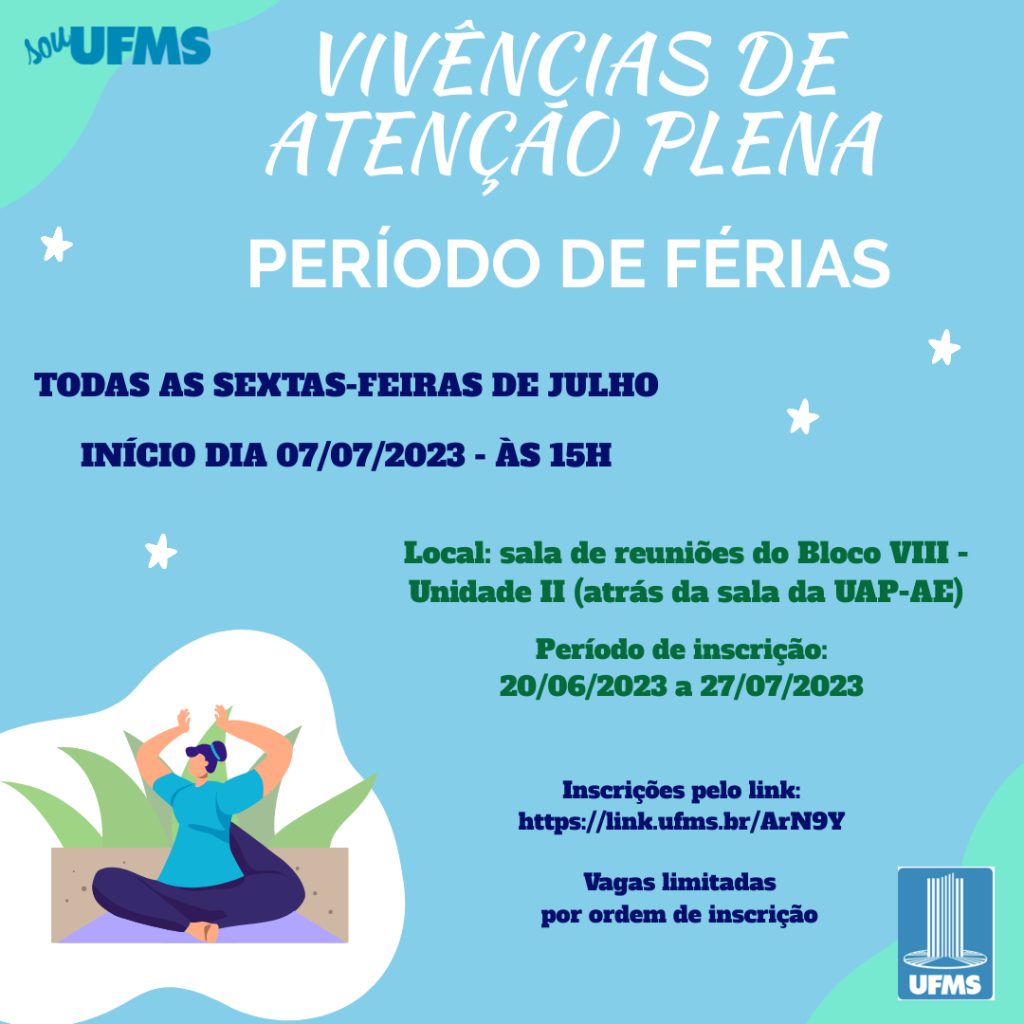 sou UFMS
VIVÊNCIAS DE
ATENÇÃO PLENA
PERÍODO DE FÉRIAS
TODAS AS SEXTAS-FEIRAS DE JULHO
INÍCIO DIA 07/07/2023 - ÀS 15H
Local: sala de reuniões do Bloco VIII -
Unidade II (atrás da sala da UAP-AE)
Período de inscrição:
20/06/2023 a 27/07/2023
Inscrições pelo link:
https://link.ufms.br/ArN9Y
Vagas limitadas
por ordem de inscrição
UFMS